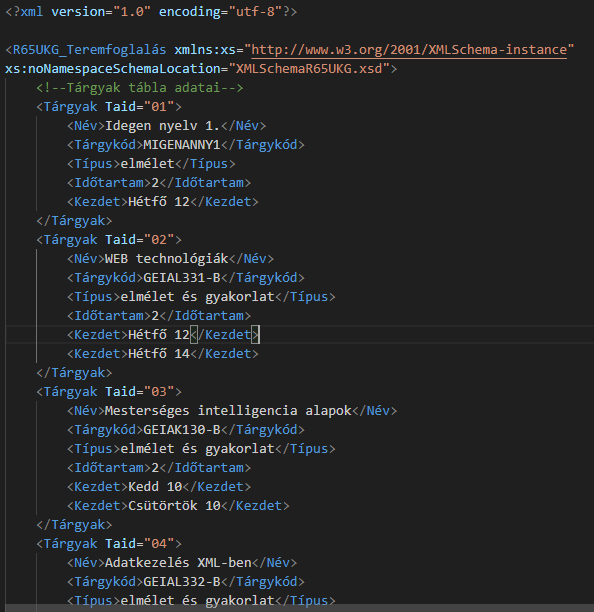 <?xml version="1.0" encoding="utf-8"?>
<R65UKG_Teremfoglalás xmlns:xs="http://www.w3.org/2001/XMLSchema-instance"
xs:noNamespaceSchemaLocation="XMLSchemaR65UKG.xsd">
<!--Tárgyak tábla adatai-->
<Tárgyak Taid="01">
<Név>Idegen nyelv 1.</Név>
<Tárgykód>MIGENANNY1</Tárgykód>
<Típus>elmélet</Típus>
<Időtartam>2</Időtartam>
<Kezdet>Hétfő 12</Kezdet>
</Tárgyak>
<Tárgyak Taid="02">
<Név>WEB technológiák</Név>
<Tárgykód>GEIAL331-B</Tárgykód>
<Típus>elmélet és gyakorlat</Típus>
<Időtartam>2</Időtartam>
<Kezdet>Hétfő 12</Kezdet>
<Kezdet>Hétfő 14</Kezdet>
</Tárgyak>
<Tárgyak Taid="03">
<Név>Mesterséges intelligencia alapok</Név>
<Tárgykód>GEIAK130-B</Tárgykód>
<Típus>elmélet és gyakorlat</Típus>
<Időtartam>2</Időtartam>
<Kezdet>Kedd 10</Kezdet>
<Kezdet>Csütörtök 10</Kezdet>
</Tárgyak>
<Tárgyak Taid="04">
<Név>Adatkezelés XML-ben</Név>
<Tárgykód>GEIAL332-B</Tárgykód>
<Típus>elmélet és gyakorlat</Típus>